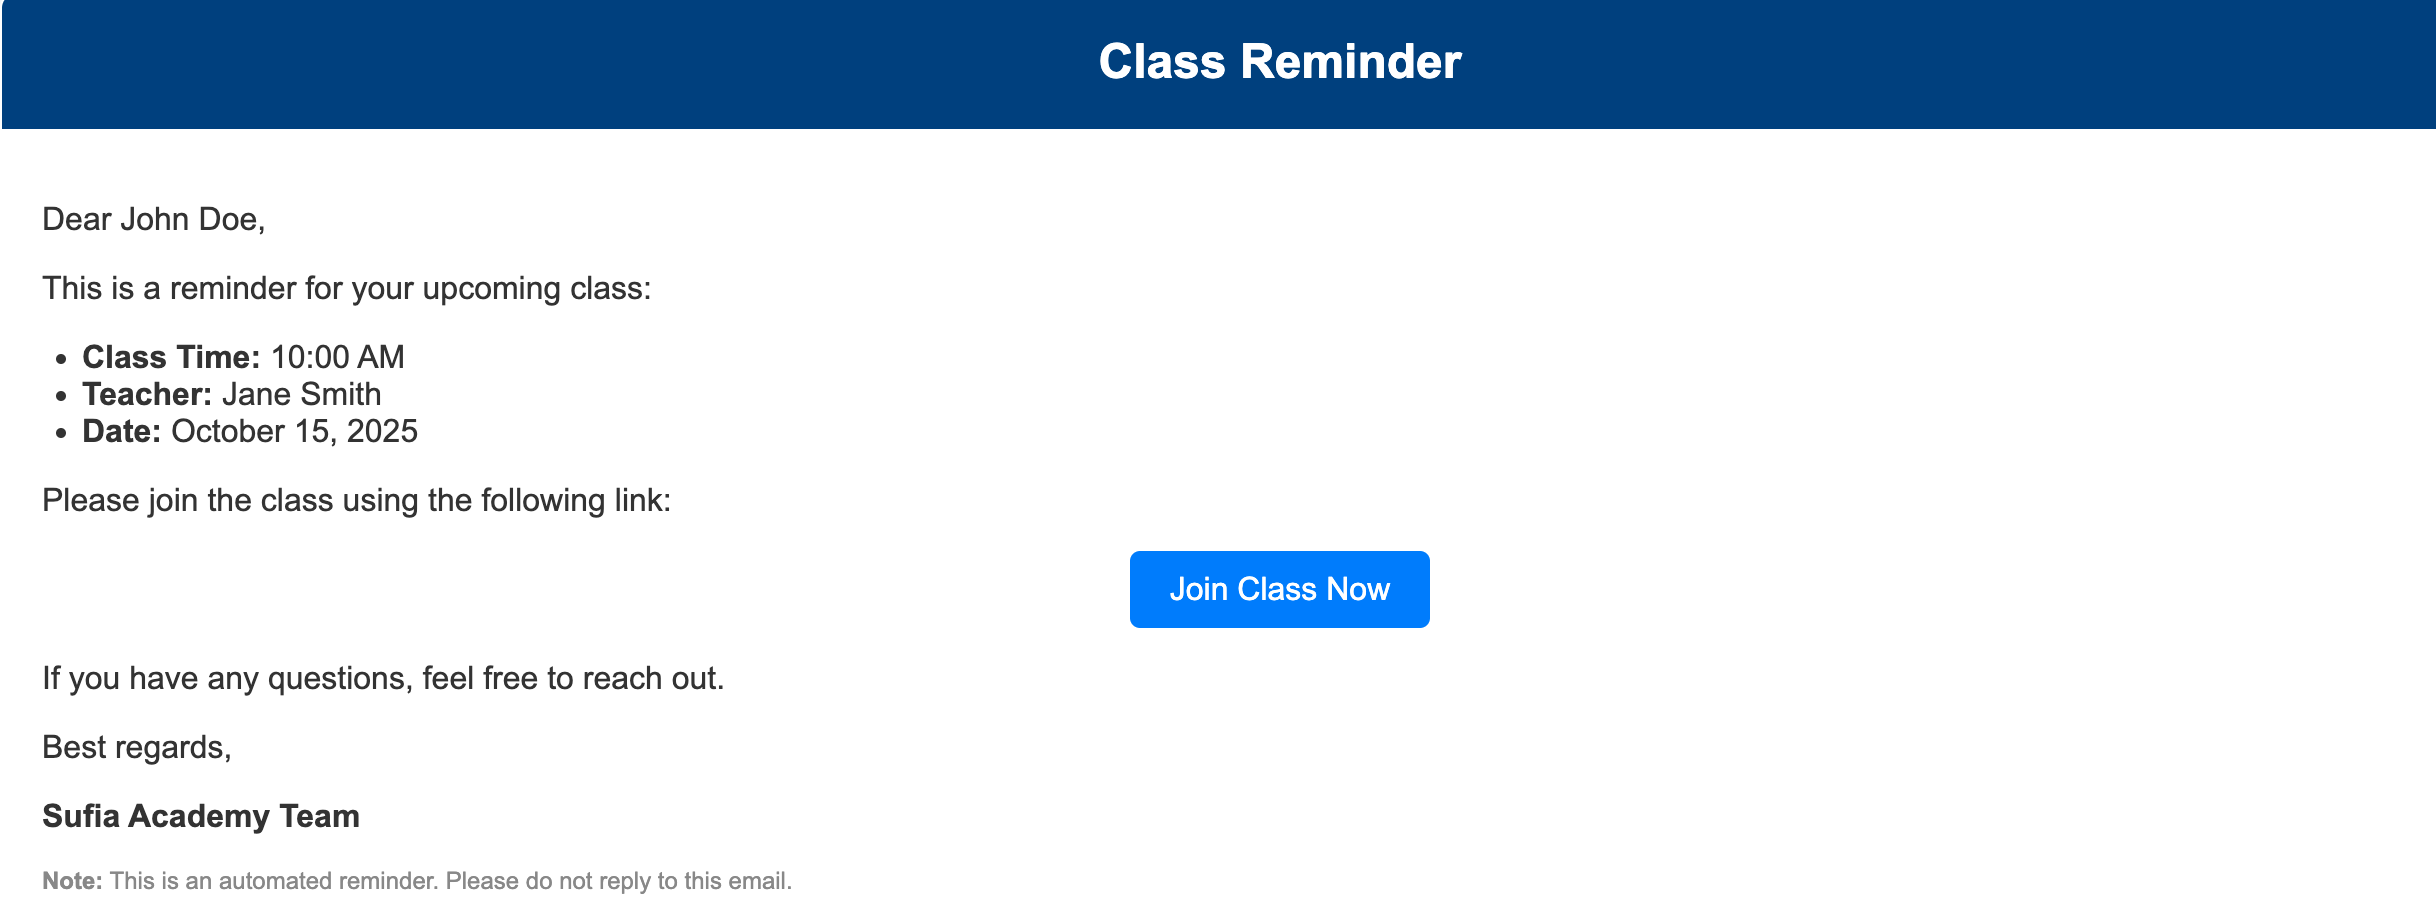 Class Reminder
Dear John Doe,
This is a reminder for your upcoming class:
• Class Time: 10:00 AM
• Teacher: Jane Smith
• Date: October 15, 2025
Please join the class using the following link:
Join Class Now
If you have any questions, feel free to reach out.
Best regards,
Sufia Academy Team
Note: This is an automated reminder. Please do not reply to this email.